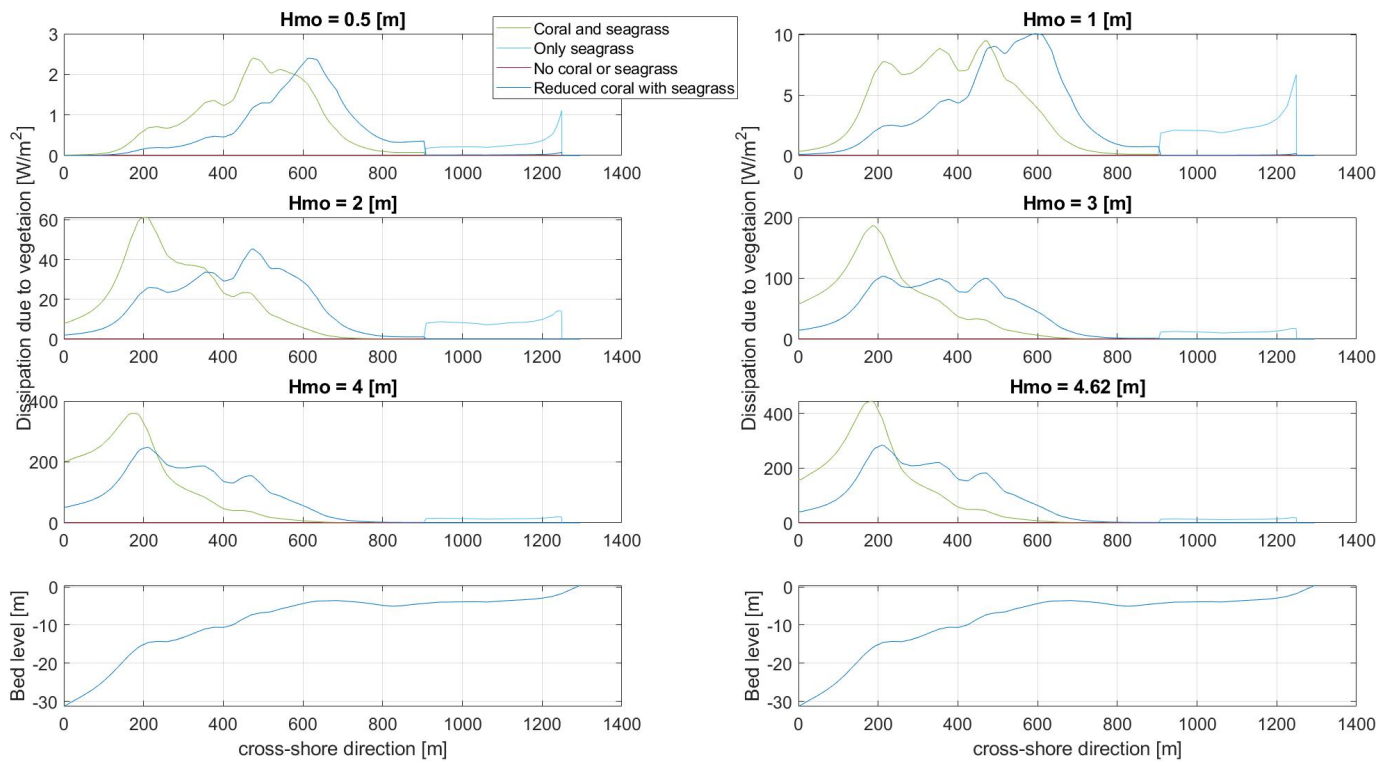 Hmo = 0.5 [m]
Coral and seagrass
Only seagrass
No coral or seagrass
Reduced coral with seagrass
3
2
1
0
0 200 400 600 800 1000 1200 1400
Hmo = 1 [m]
10
5
0
0 200 400 600 800 1000 1200 1400
Dissipation due to vegetaion [W/m²]
Hmo = 2 [m]
60
40
20
0
0 200 400 600 800 1000 1200 1400
Dissipation due to vegetaion [W/m²]
Hmo = 3 [m]
200
100
0
0 200 400 600 800 1000 1200 1400
Hmo = 4 [m]
400
200
0
0 200 400 600 800 1000 1200 1400
Hmo = 4.62 [m]
400
200
0
0 200 400 600 800 1000 1200 1400
Bed level [m]
0
-10
-20
-30
0 200 400 600 800 1000 1200 1400
cross-shore direction [m]
Bed level [m]
0
-10
-20
-30
0 200 400 600 800 1000 1200 1400
cross-shore direction [m]